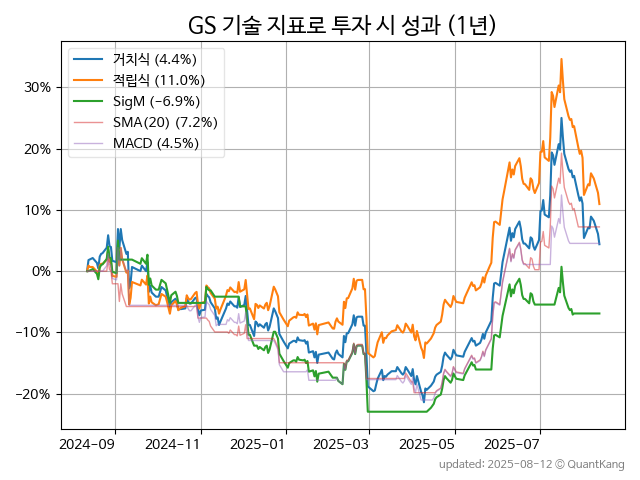 GS 기술 지표로 투자 시 성과 (1년)
거치식 (4.4%)
적립식 (11.0%)
SigM (−6.9%)
SMA(20) (7.2%)
MACD (4.5%)
30%
20%
10%
0%
−10%
−20%
2024-09 2024-11 2025-01 2025-03 2025-05 2025-07
updated: 2025-08-12 © QuantKang